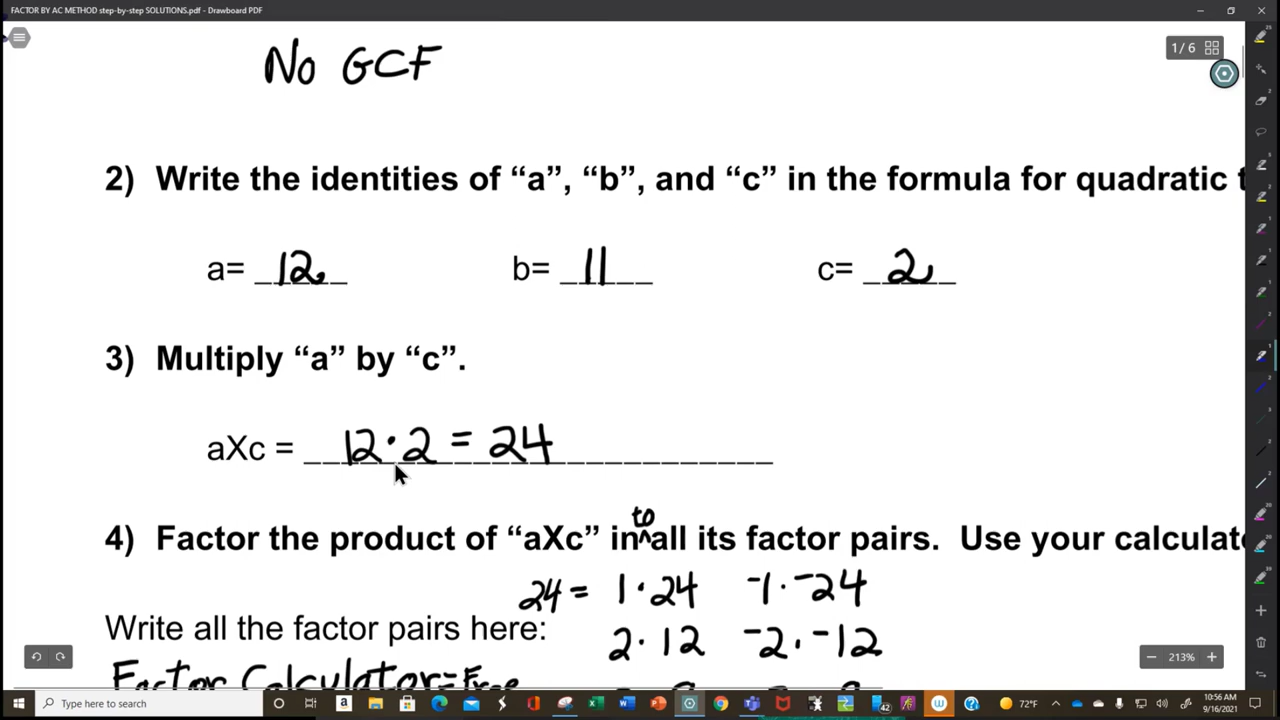 FACTOR BY AC METHOD step-by-step SOLUTIONS.pdf - Drawboard PDF
1/6
No GCF
2) Write the identities of “a”, “b”, and “c” in the formula for quadratic t
a= 12 b= 11 c= 2
3) Multiply “a” by “c”.
aXc = 12 · 2 = 24
to
4) Factor the product of “aXc” in^all its factor pairs. Use your calculat
24 = 1 · 24 -1 · -24
Write all the factor pairs here: 2 · 12 -2 · -12
Factor Calculator=Free
213%
Type here to search
42
72°F
10:56 AM
9/16/2021